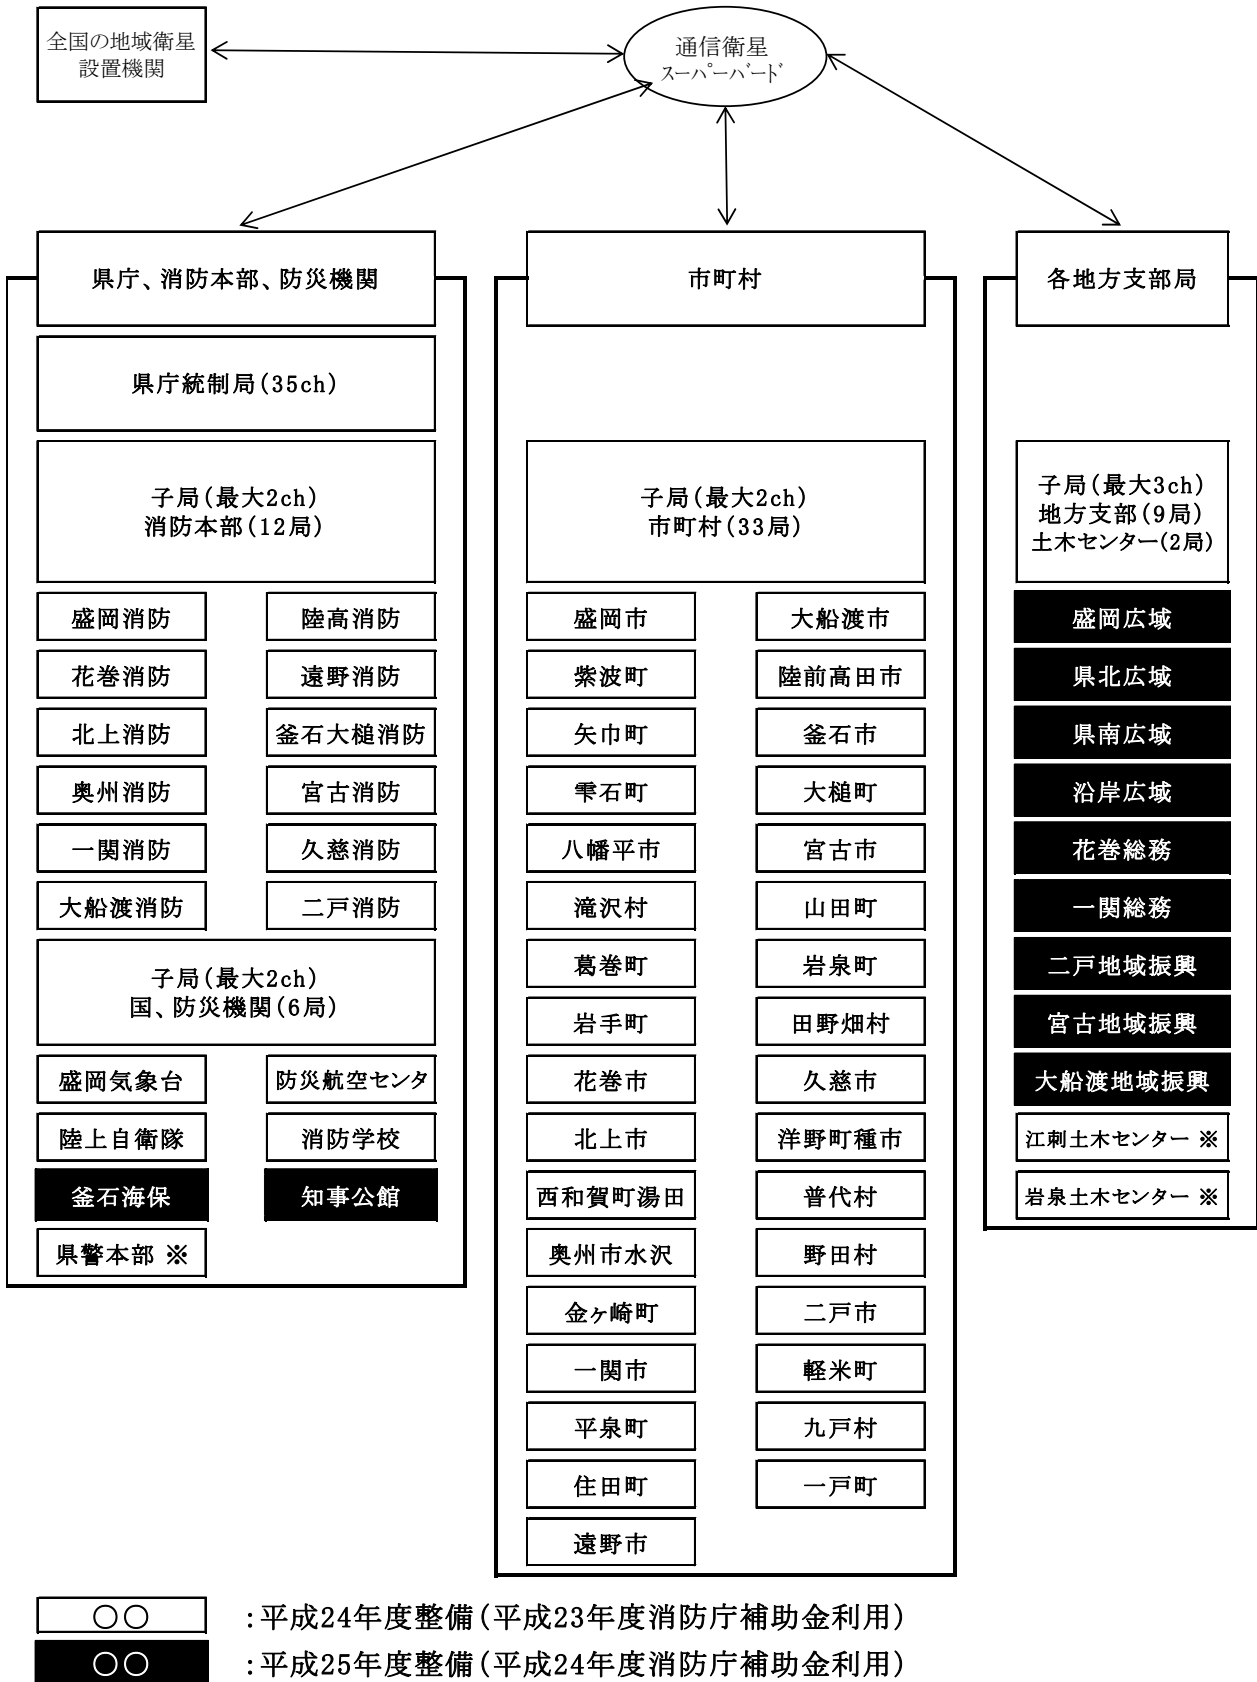 全国の地域衛星
設置機関
通信衛星
スーパーバード
県庁、消防本部、防災機関
県庁統制局（35ch）
子局（最大2ch）
消防本部（12局）
盛岡消防
陸高消防
花巻消防
遠野消防
北上消防
釜石大槌消防
奥州消防
宮古消防
一関消防
久慈消防
大船渡消防
二戸消防
子局（最大2ch）
国、防災機関（6局）
盛岡気象台
防災航空センタ
陸上自衛隊
消防学校
釜石海保
知事公館
県警本部 ※
市町村
子局（最大2ch）
市町村（33局）
盛岡市
大船渡市
紫波町
陸前高田市
矢巾町
釜石市
雫石町
大槌町
八幡平市
宮古市
滝沢村
山田町
葛巻町
岩泉町
岩手町
田野畑村
花巻市
久慈市
北上市
洋野町種市
西和賀町湯田
普代村
奥州市水沢
野田村
金ヶ崎町
二戸市
一関市
軽米町
平泉町
九戸村
住田町
一戸町
遠野市
各地方支部局
子局（最大3ch）
地方支部（9局）
土木センター（2局）
盛岡広域
県北広域
県南広域
沿岸広域
花巻総務
一関総務
二戸地域振興
宮古地域振興
大船渡地域振興
江刺土木センター ※
岩泉土木センター ※
○○ ：平成24年度整備（平成23年度消防庁補助金利用）
○○ ：平成25年度整備（平成24年度消防庁補助金利用）